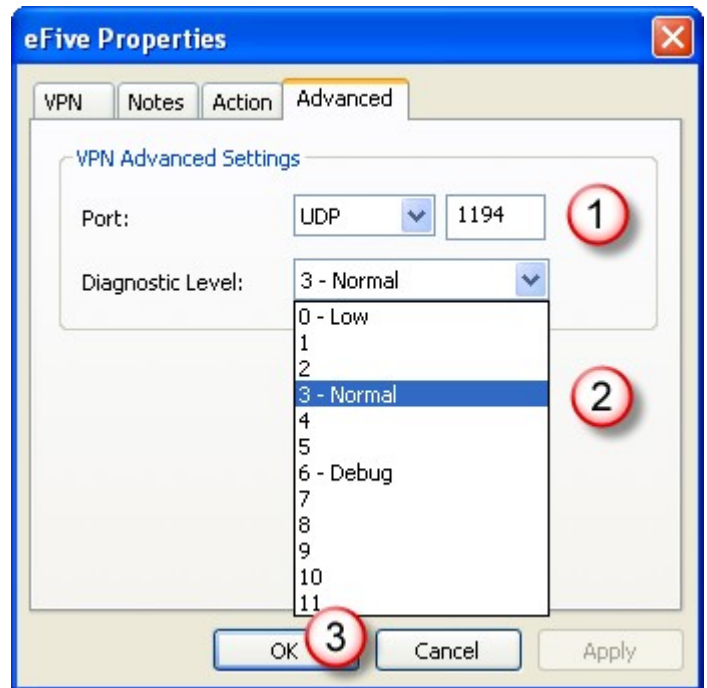 eFive Properties
VPN Notes Action Advanced
VPN Advanced Settings
Port: UDP 1194 1
Diagnostic Level: 3 - Normal
0 - Low
1
2
3 - Normal 2
4
5
6 - Debug
7
8
9
10
11
OK 3 Cancel Apply